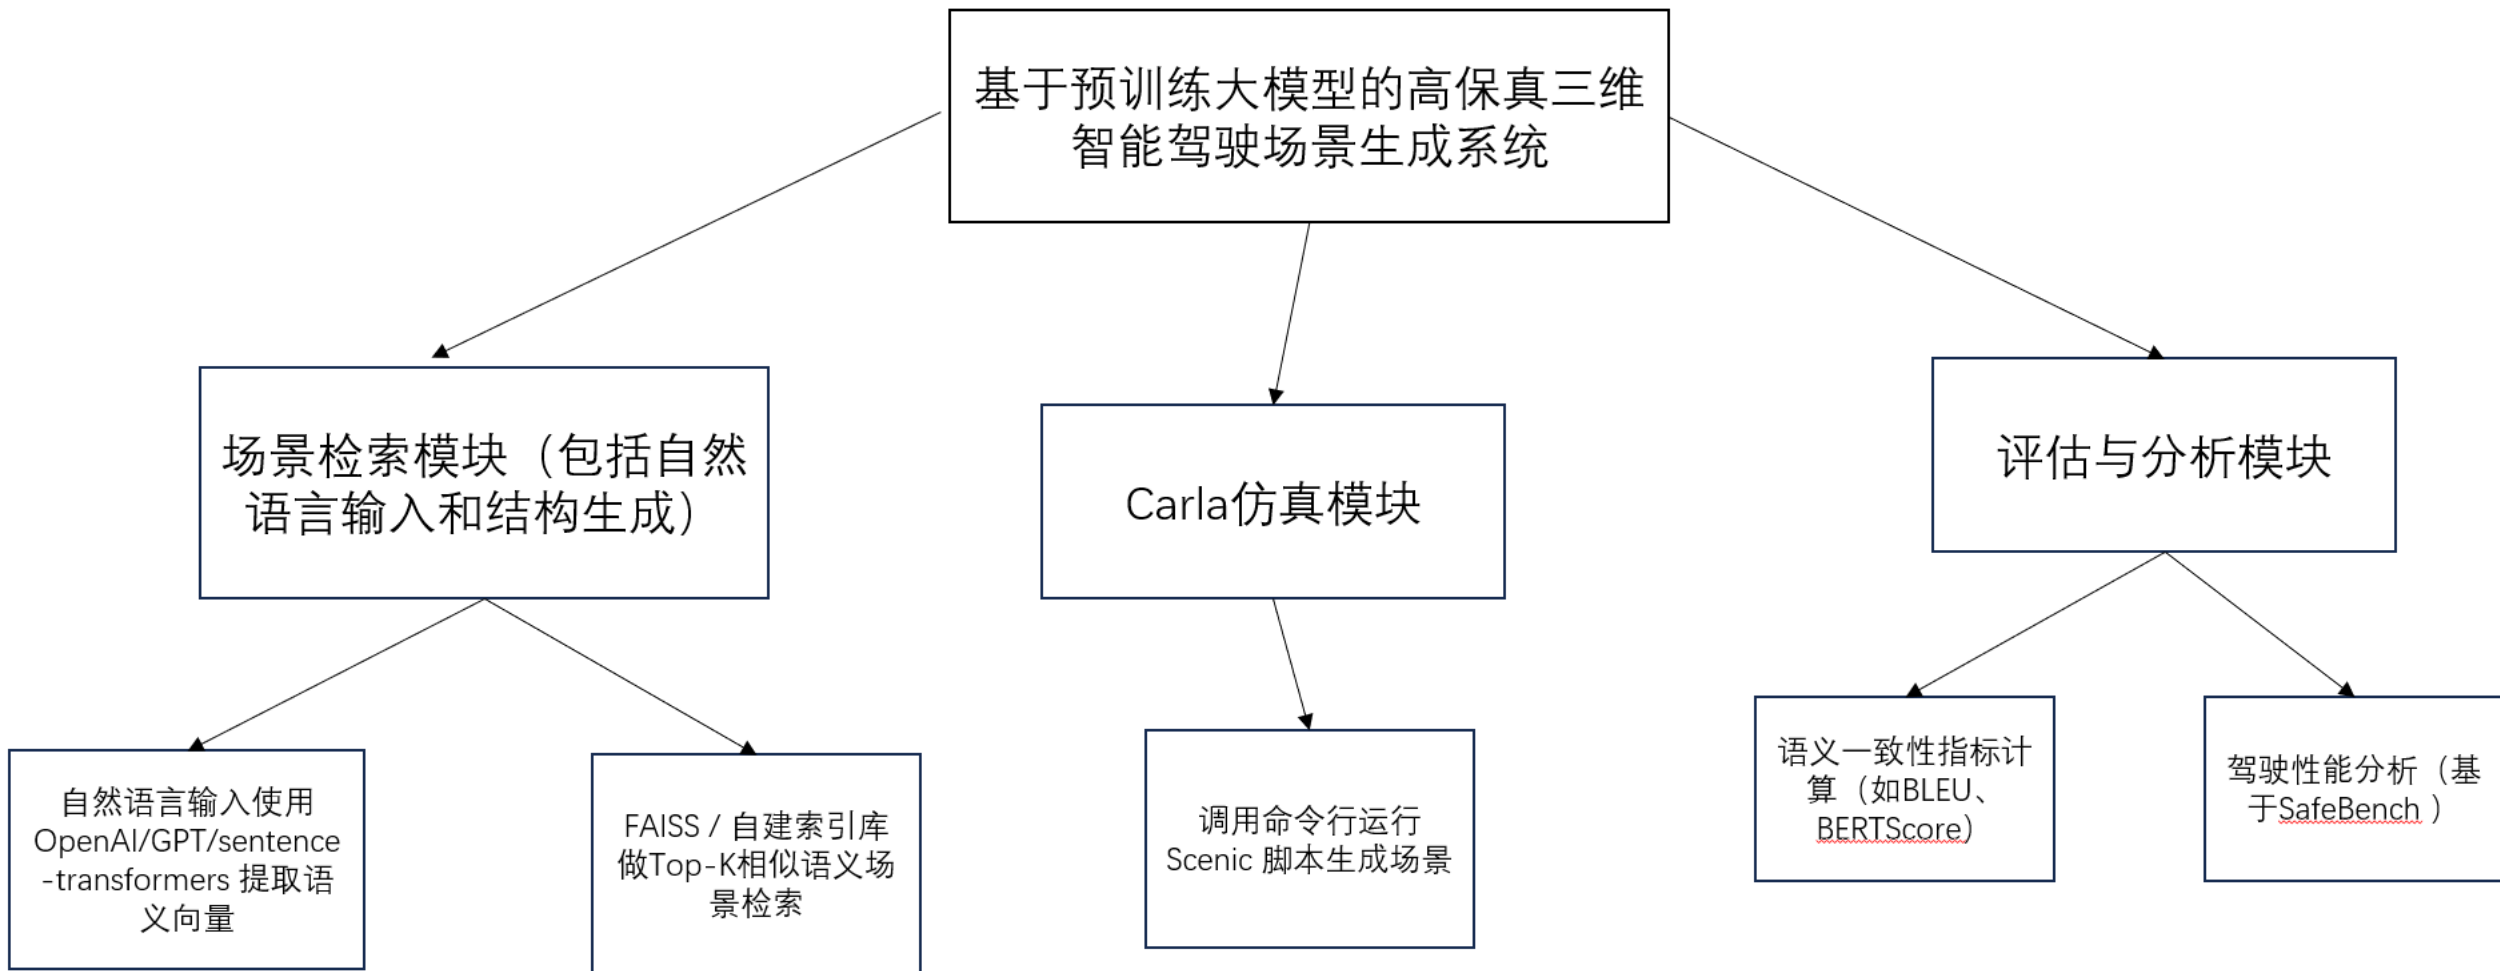 基于预训练大模型的高保真三维
智能驾驶场景生成系统
场景检索模块（包括自然
语言输入和结构生成）
Carla仿真模块
评估与分析模块
自然语言输入使用
OpenAI/GPT/sentence
-transformers 提取语
义向量
FAISS / 自建索引库
做Top-K相似语义场
景检索
调用命令行运行
Scenic 脚本生成场景
语义一致性指标计
算（如BLEU、
BERTScore）
驾驶性能分析（基
于SafeBench ）